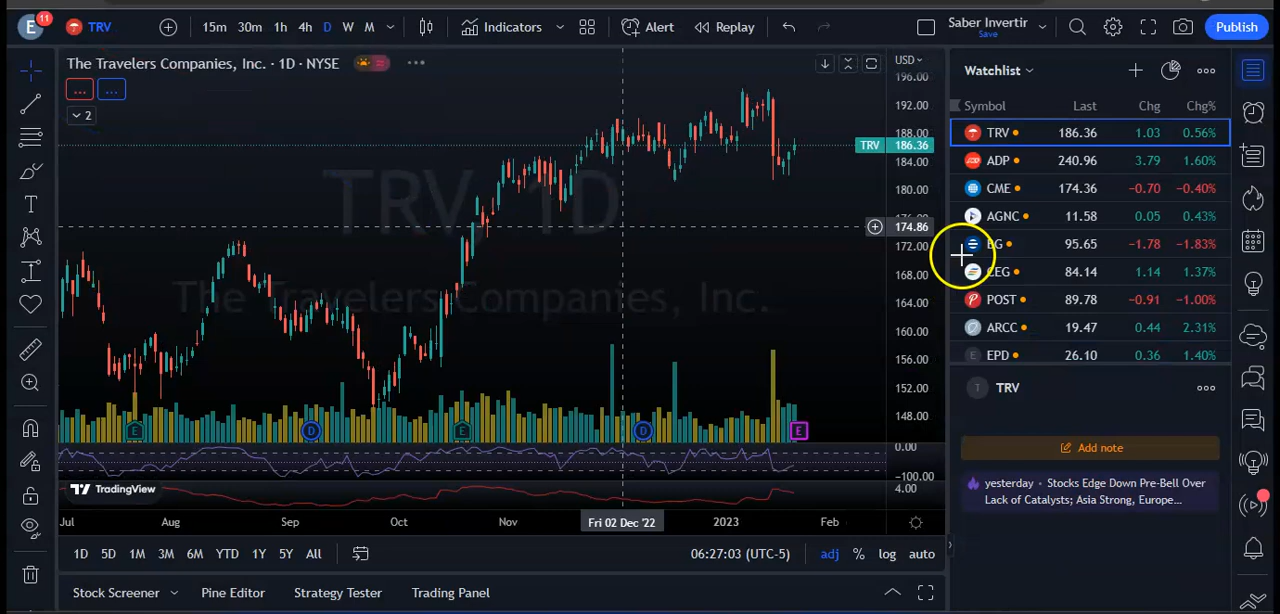 E 11 TRV 15m 30m 1h 4h D W M Indicators Alert Replay Saber Invertir Publish
Save
The Travelers Companies, Inc. · 1D · NYSE
... ...
2
TRV, 1D
The Travelers Companies, Inc.
USD
196.00
192.00
188.00
TRV 186.36
184.00
180.00
174.86
172.00
168.00
164.00
160.00
156.00
152.00
148.00
E D E D E
0.00
−100.00
4.00
TradingView
Jul Aug Sep Oct Nov Fri 02 Dec '22 2023 Feb
1D 5D 1M 3M 6M YTD 1Y 5Y All 06:27:03 (UTC-5) adj % log auto
Stock Screener Pine Editor Strategy Tester Trading Panel
Watchlist
Symbol Last Chg Chg%
TRV 186.36 1.03 0.56%
ADP 240.96 3.79 1.60%
CME 174.36 −0.70 −0.40%
AGNC 11.58 0.05 0.43%
BG 95.65 −1.78 −1.83%
CEG 84.14 1.14 1.37%
POST 89.78 −0.91 −1.00%
ARCC 19.47 0.44 2.31%
E EPD 26.10 0.36 1.40%
T TRV
Add note
yesterday • Stocks Edge Down Pre-Bell Over
Lack of Catalysts; Asia Strong, Europe...